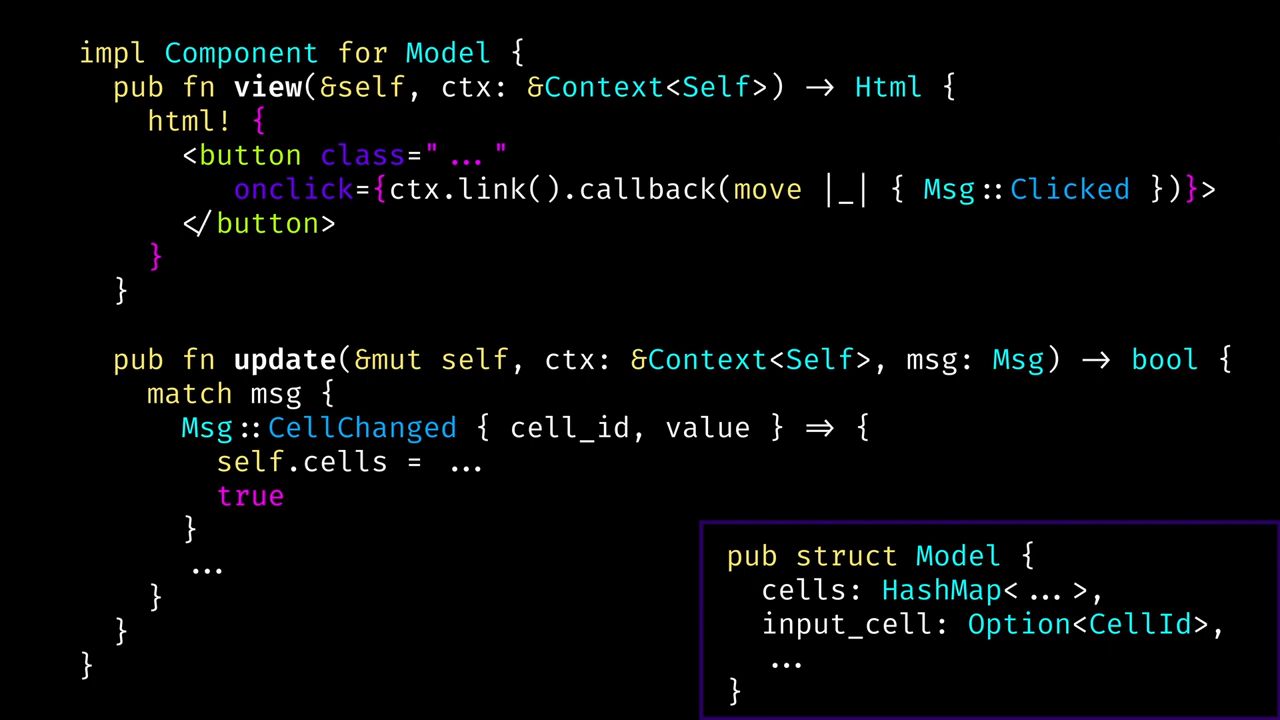 impl Component for Model {
  pub fn view(&self, ctx: &Context<Self>) -> Html {
    html! {
      <button class="..."
         onclick={ctx.link().callback(move |_| { Msg::Clicked })}>
      </button>
    }
  }
  pub fn update(&mut self, ctx: &Context<Self>, msg: Msg) -> bool {
    match msg {
      Msg::CellChanged { cell_id, value } => {
        self.cells = ...
        true
      }
      ...
    }
  }
}
pub struct Model {
  cells: HashMap<...>,
  input_cell: Option<CellId>,
  ...
}